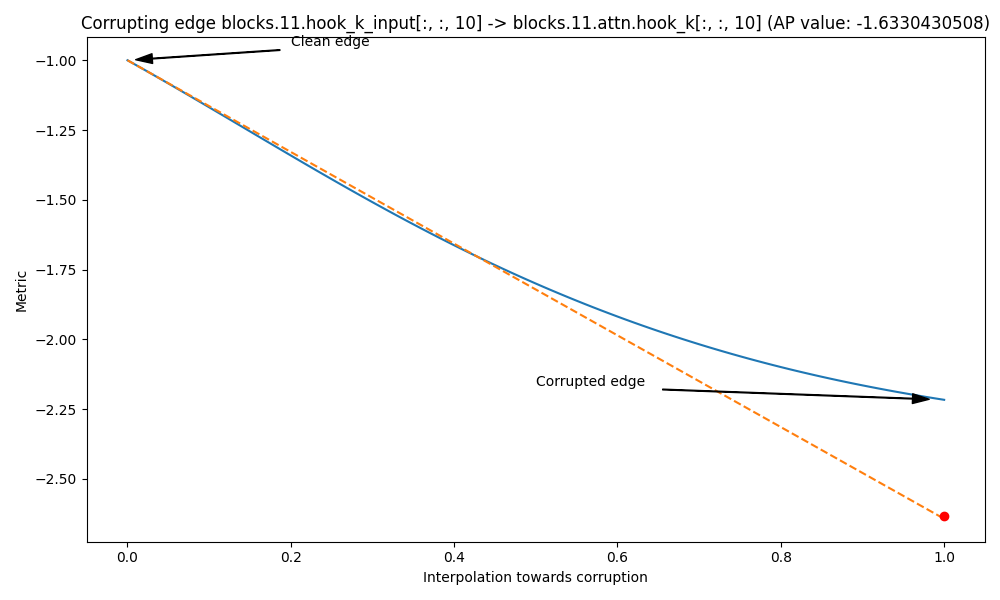 Corrupting edge blocks.11.hook_k_input[:, :, 10] -> blocks.11.attn.hook_k[:, :, 10] (AP value: -1.6330430508)
Clean edge
−1.00
−1.25
−1.50
−1.75
−2.00
−2.25
−2.50
Metric
Corrupted edge
0.0 0.2 0.4 0.6 0.8 1.0
Interpolation towards corruption